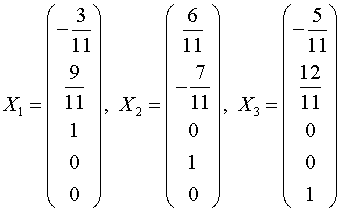 X₁ = (-3/11, 9/11, 1, 0, 0), X₂ = (6/11, -7/11, 0, 1, 0), X₃ = (-5/11, 12/11, 0, 0, 1)